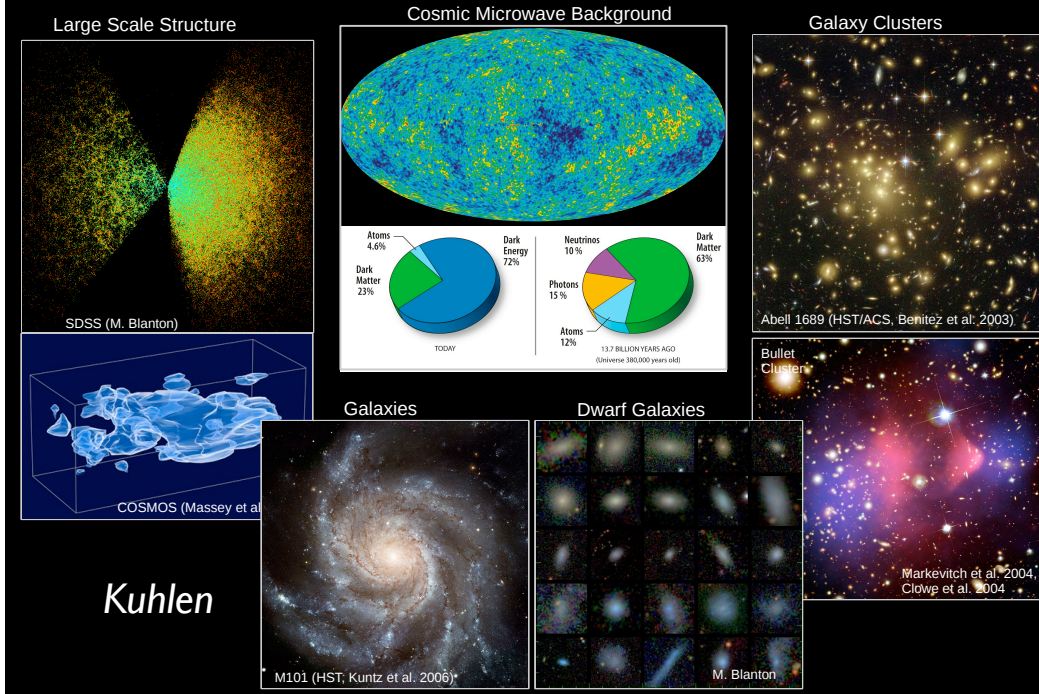 Large Scale Structure
SDSS (M. Blanton)
COSMOS (Massey et al
Cosmic Microwave Background
Atoms
4.6%
Dark
Energy
72%
Dark
Matter
23%
TODAY
Neutrinos
10 %
Dark
Matter
63%
Photons
15 %
Atoms
12%
13.7 BILLION YEARS AGO
(Universe 380,000 years old)
Galaxy Clusters
Abell 1689 (HST/ACS, Benitez et al. 2003)
Bullet
Cluster
Markevitch et al. 2004,
Clowe et al. 2004
Galaxies
M101 (HST; Kuntz et al. 2006)
Dwarf Galaxies
M. Blanton
Kuhlen